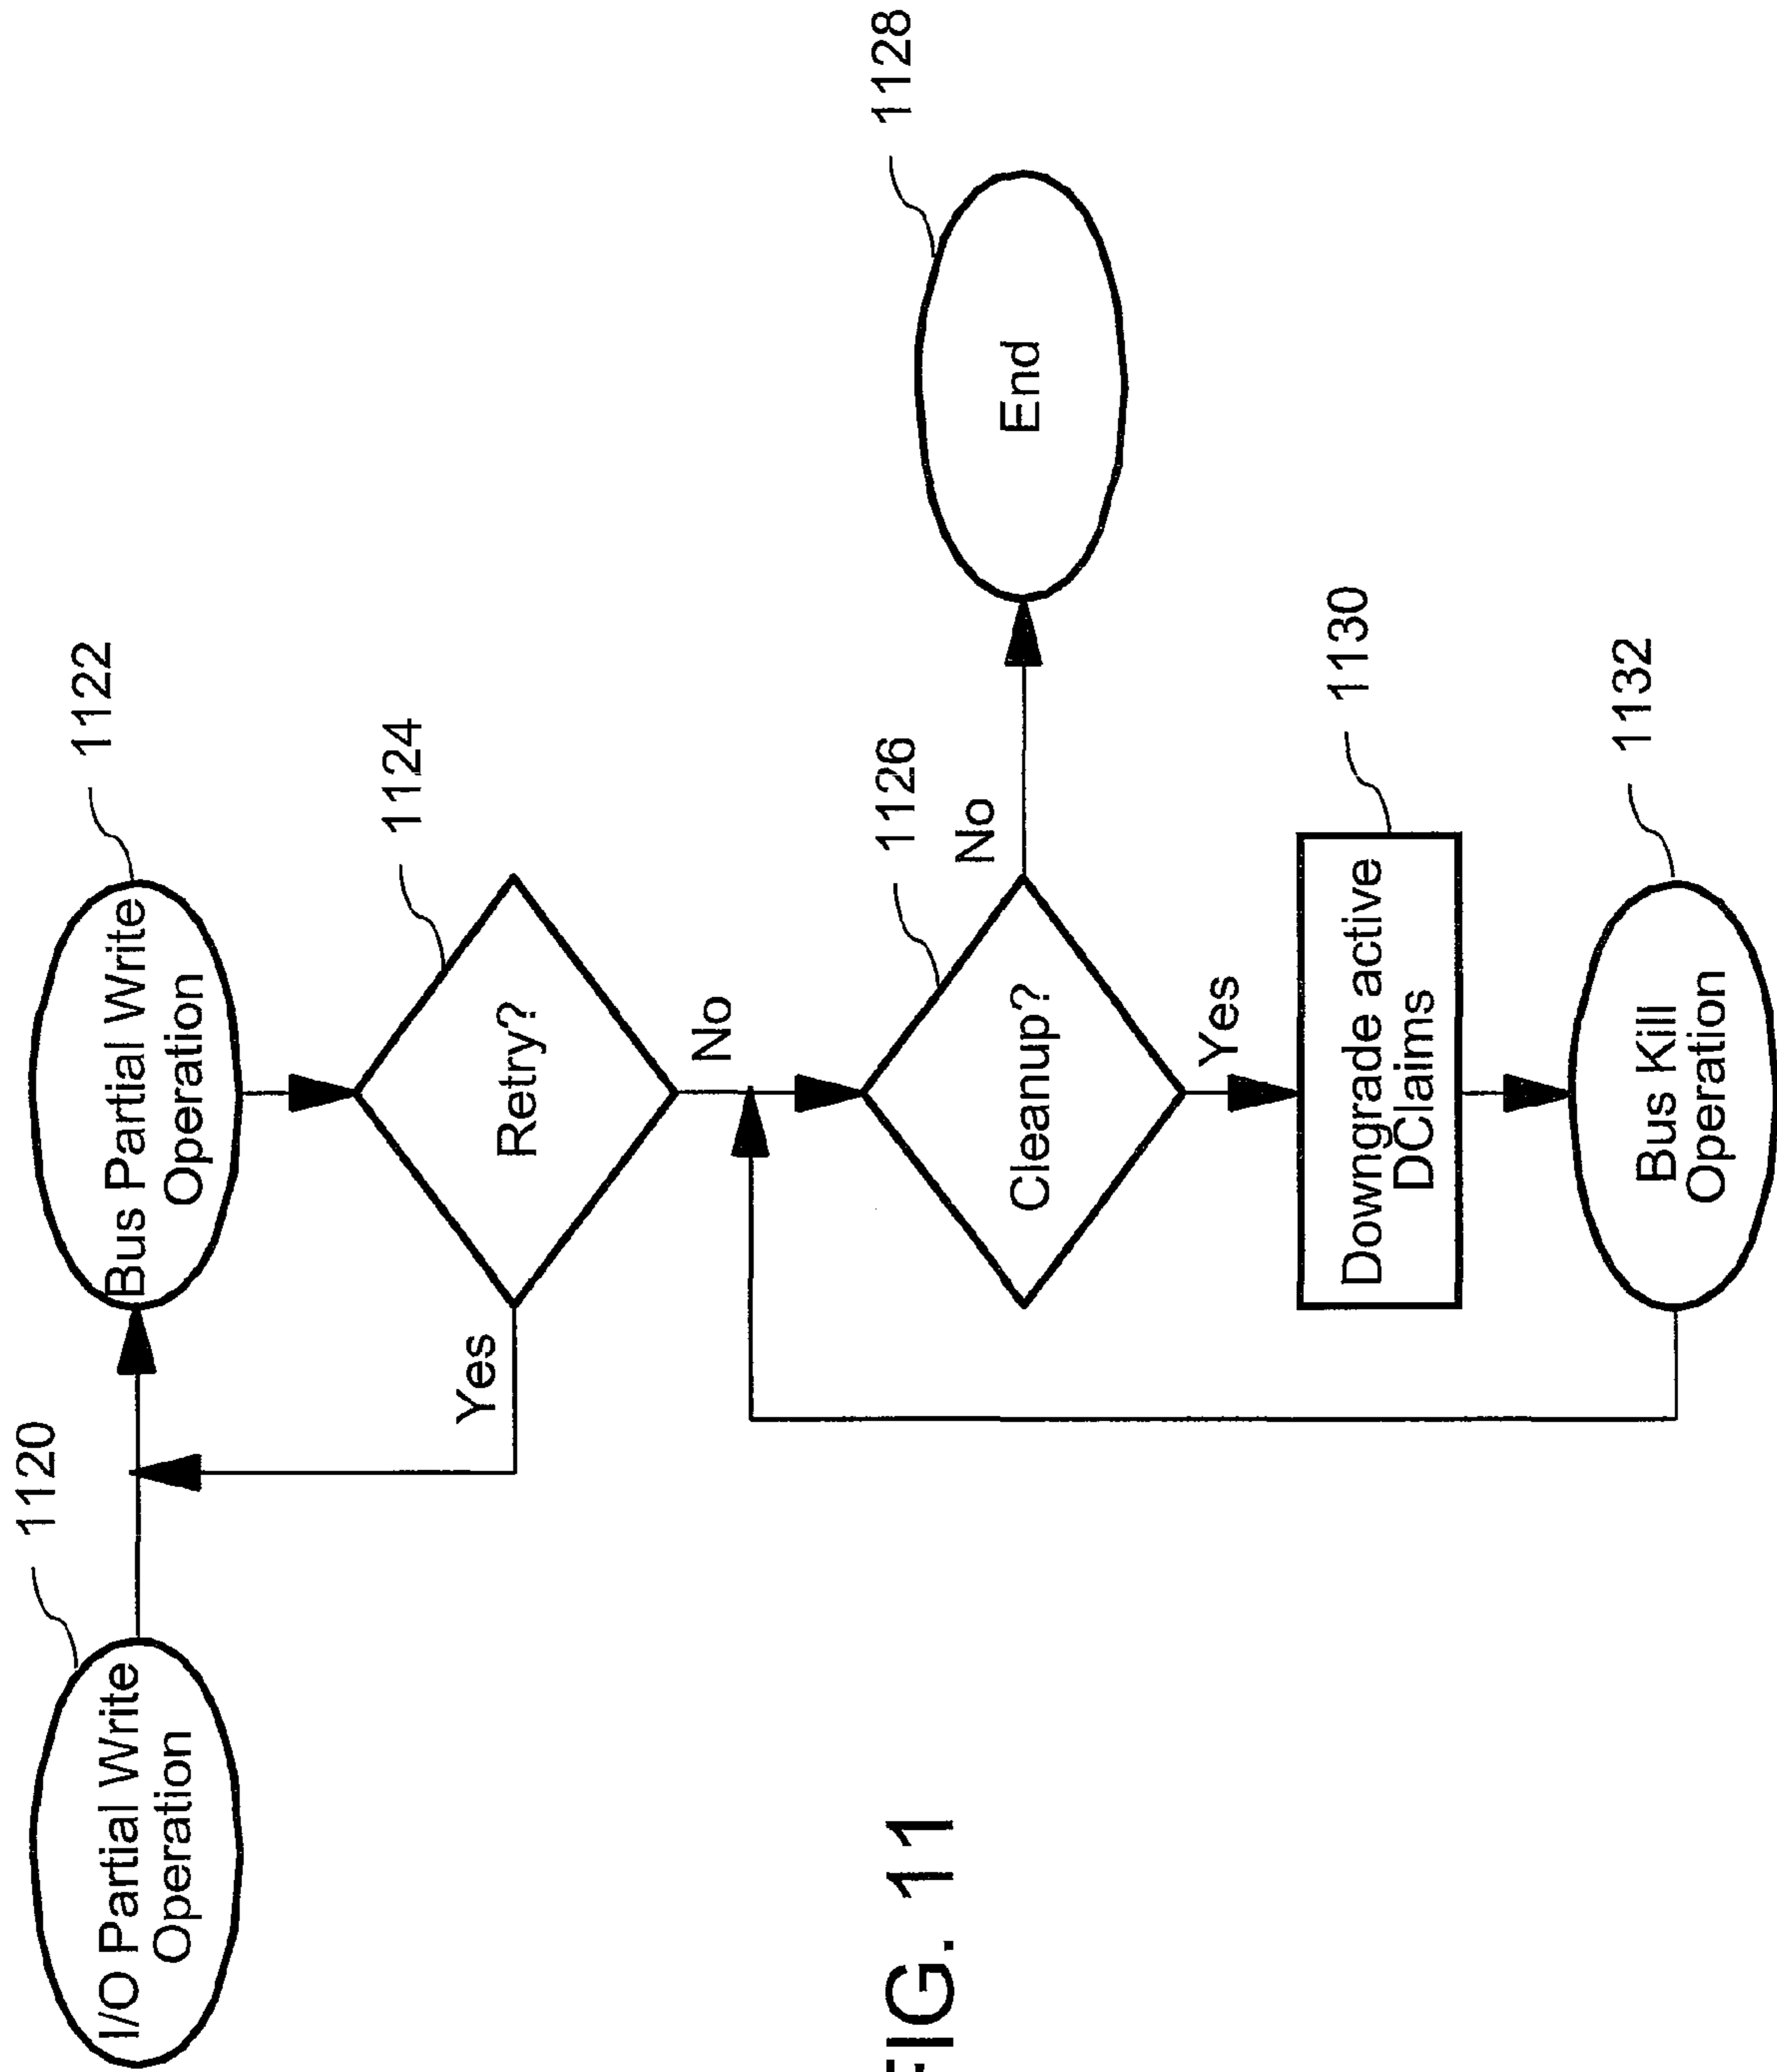 1120
I/O Partial Write
Operation
1122
Bus Partial Write
Operation
1124
Retry?
Yes
No
1126
Cleanup?
No
Yes
1128
End
1130
Downgrade active
DClaims
1132
Bus Kill
Operation
FIG. 11